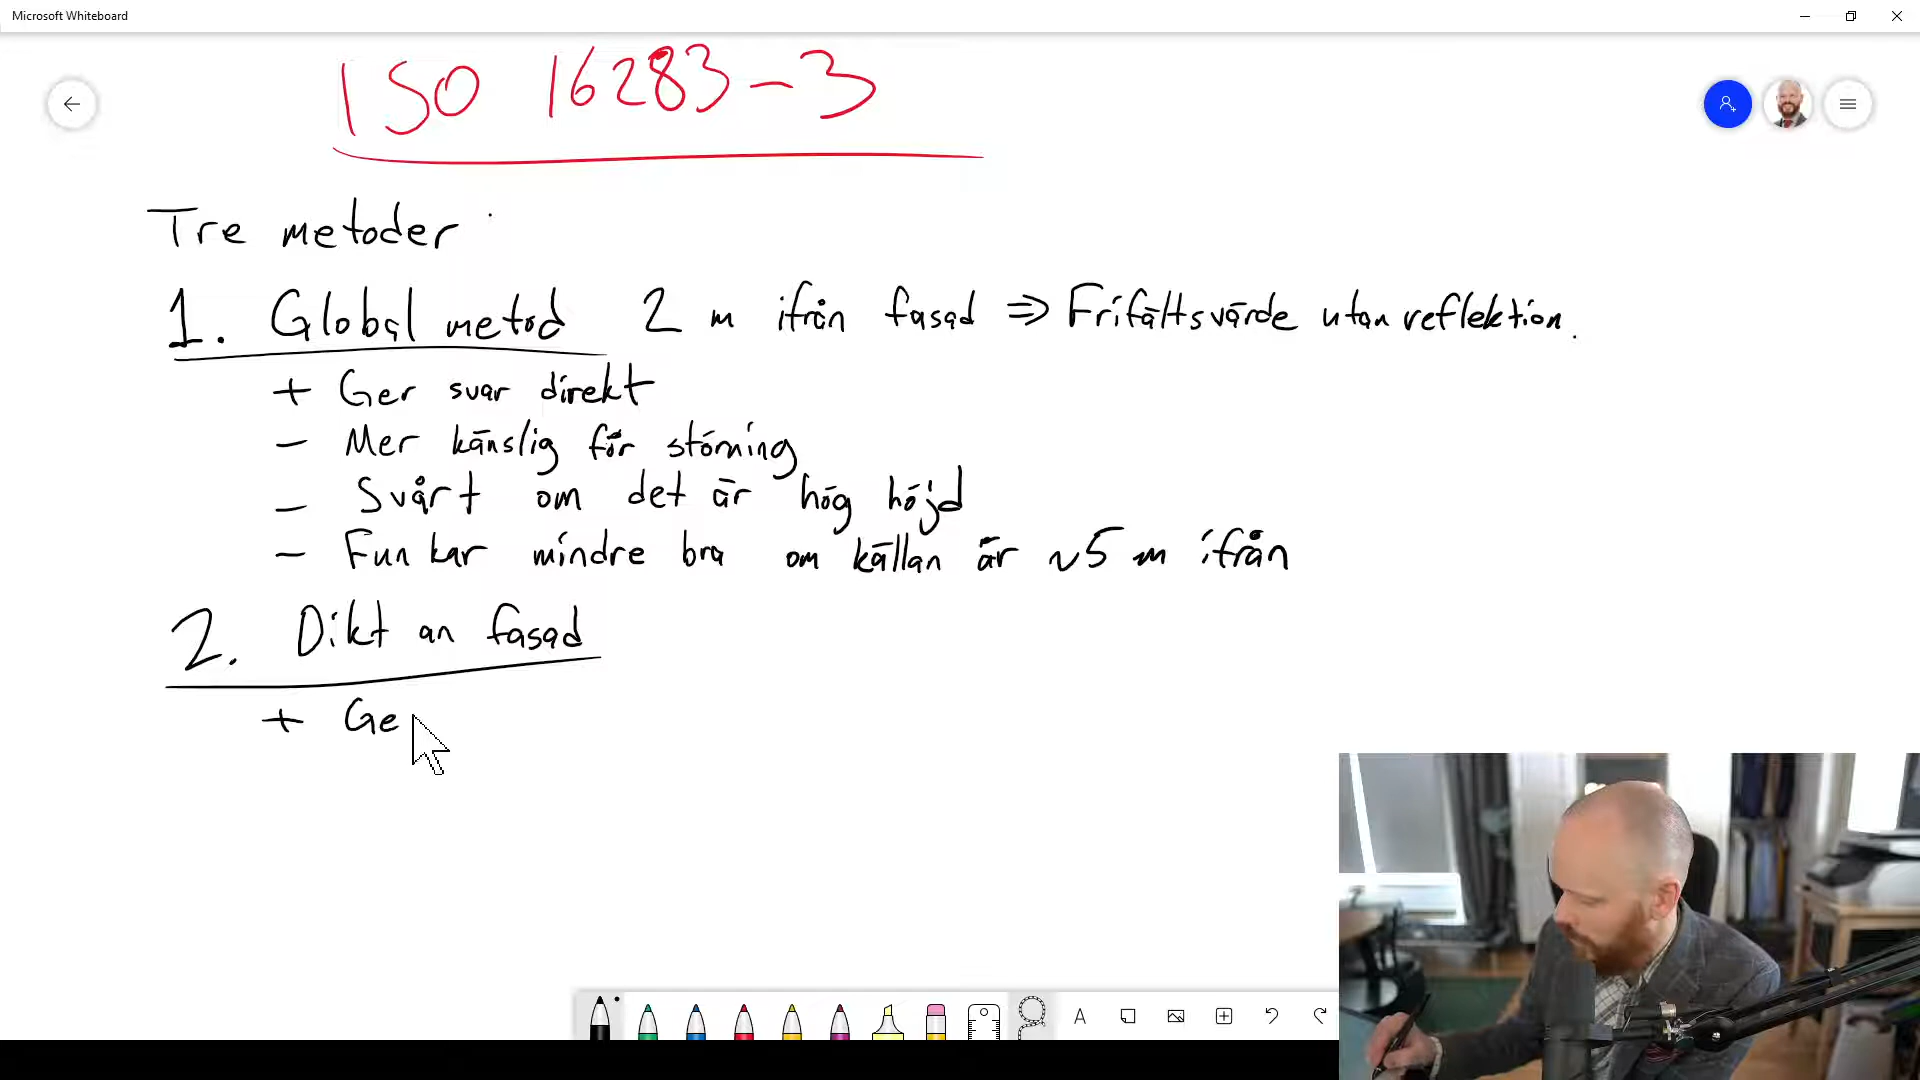 Microsoft Whiteboard
ISO 16283-3
Tre metoder
1. Global metod 2 m ifrån fasad ⇒ Frifältsvärde utan reflektion.
+ Ger svar direkt
- Mer känslig för störning
- Svårt om det är hög höjd
- Funkar mindre bra om källan är ~5 m ifrån
2. Dikt an fasad
+ Ge
A